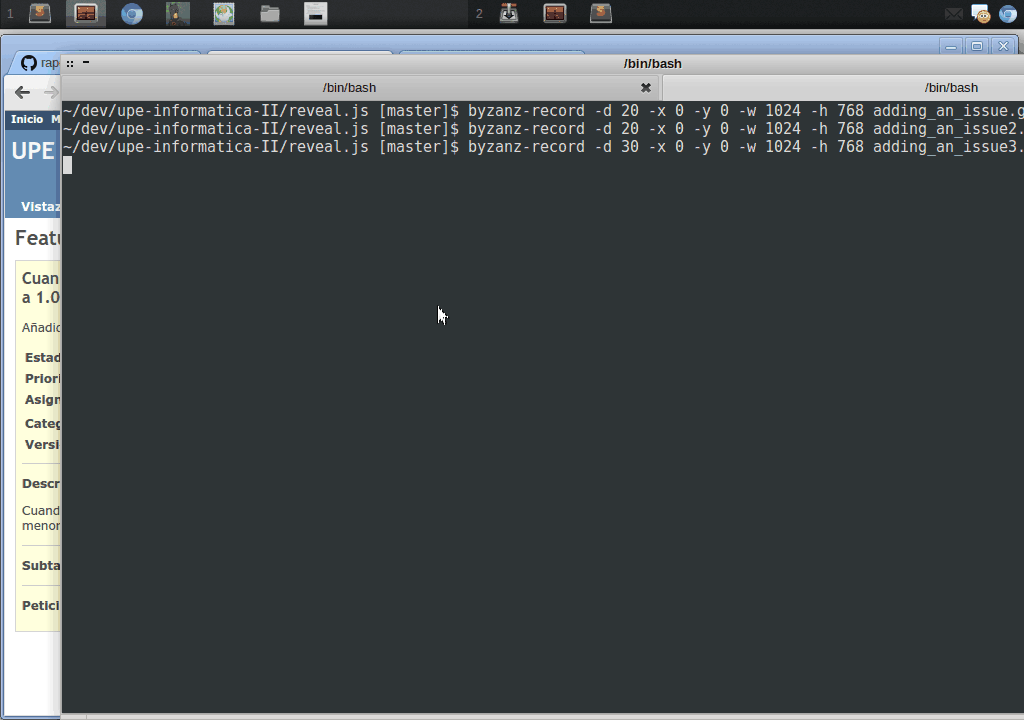 1
2
rap
/bin/bash
/bin/bash
/bin/bash
~/dev/upe-informatica-II/reveal.js [master]$ byzanz-record -d 20 -x 0 -y 0 -w 1024 -h 768 adding_an_issue.g
~/dev/upe-informatica-II/reveal.js [master]$ byzanz-record -d 20 -x 0 -y 0 -w 1024 -h 768 adding_an_issue2.
~/dev/upe-informatica-II/reveal.js [master]$ byzanz-record -d 30 -x 0 -y 0 -w 1024 -h 768 adding_an_issue3.
Inicio M
UPE
Vistaz
Featu
Cuan
a 1.0
Añadid
Estad
Priori
Asign
Categ
Versi
Descr
Cuand
menor
Subta
Petici